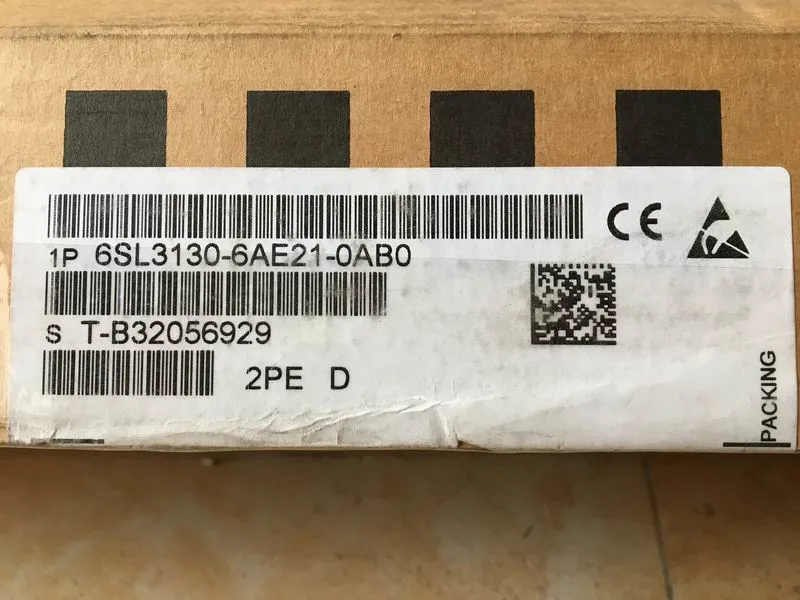 CE
1P 6SL3130-6AE21-0AB0
S T-B32056929
2PE D
PACKING